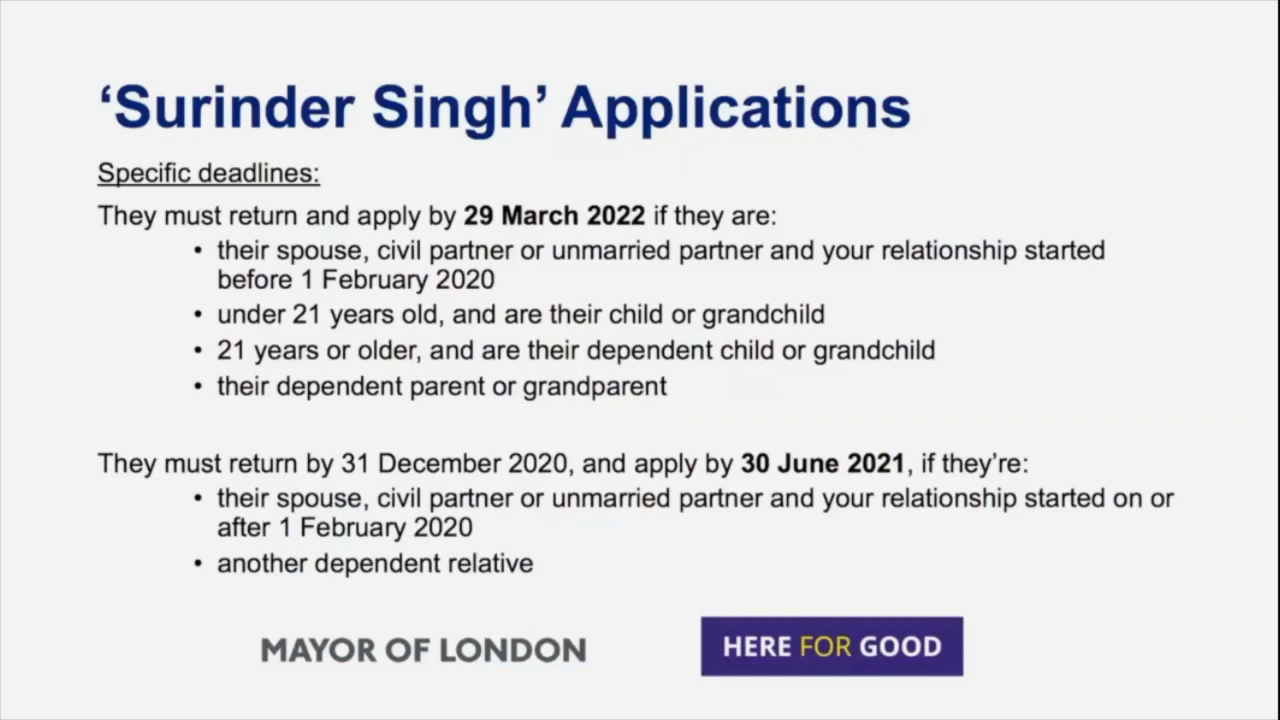 ‘Surinder Singh’ Applications
Specific deadlines:
They must return and apply by 29 March 2022 if they are:
• their spouse, civil partner or unmarried partner and your relationship started
before 1 February 2020
• under 21 years old, and are their child or grandchild
• 21 years or older, and are their dependent child or grandchild
• their dependent parent or grandparent
They must return by 31 December 2020, and apply by 30 June 2021, if they’re:
• their spouse, civil partner or unmarried partner and your relationship started on or
after 1 February 2020
• another dependent relative
MAYOR OF LONDON
HERE FOR GOOD